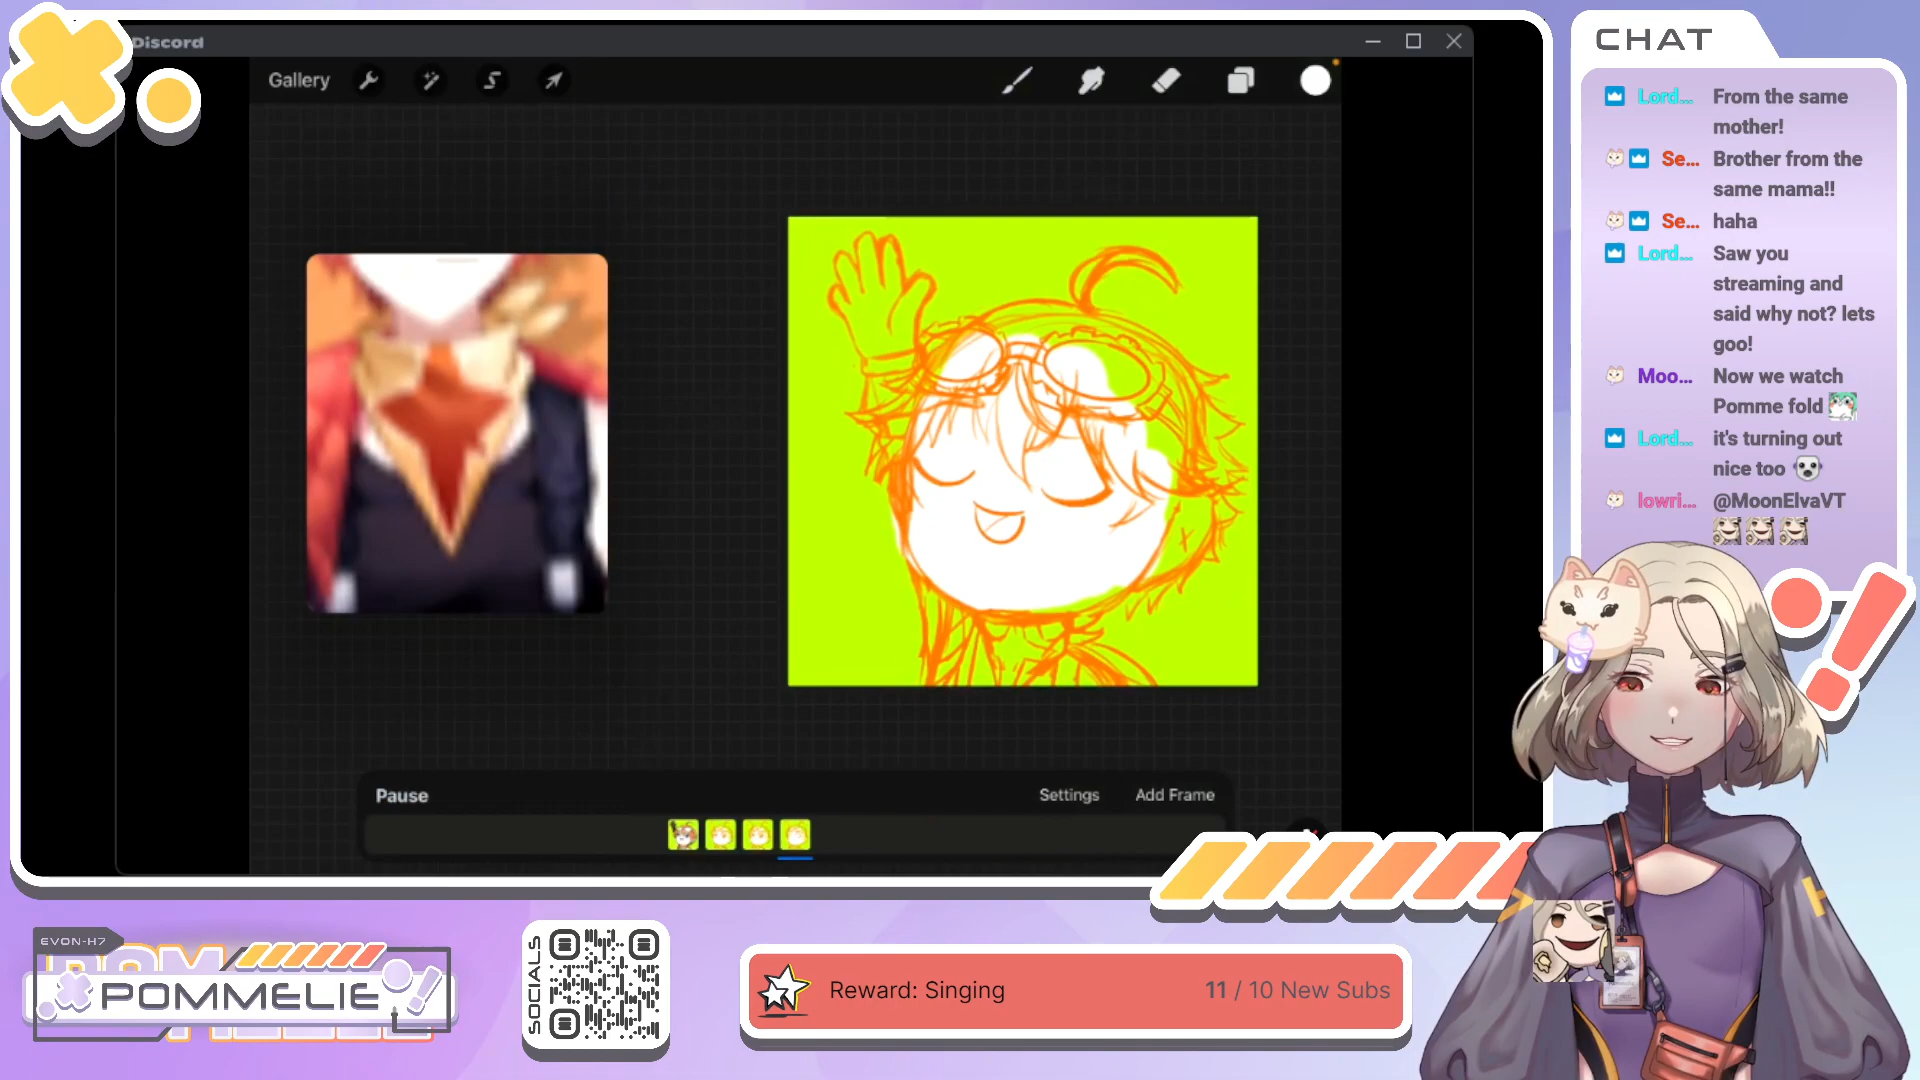 Discord
Gallery
Pause
Settings
Add Frame
CHAT
Lord... From the same
mother!
Se... Brother from the
same mama!!
Se... haha
Lord... Saw you
streaming and
said why not? lets
goo!
Moo... Now we watch
Pomme fold
Lord... it's turning out
nice too
lowri... @MoonElvaVT
EVON-H7
POMMELIE
SOCIALS
Reward: Singing
11 / 10 New Subs